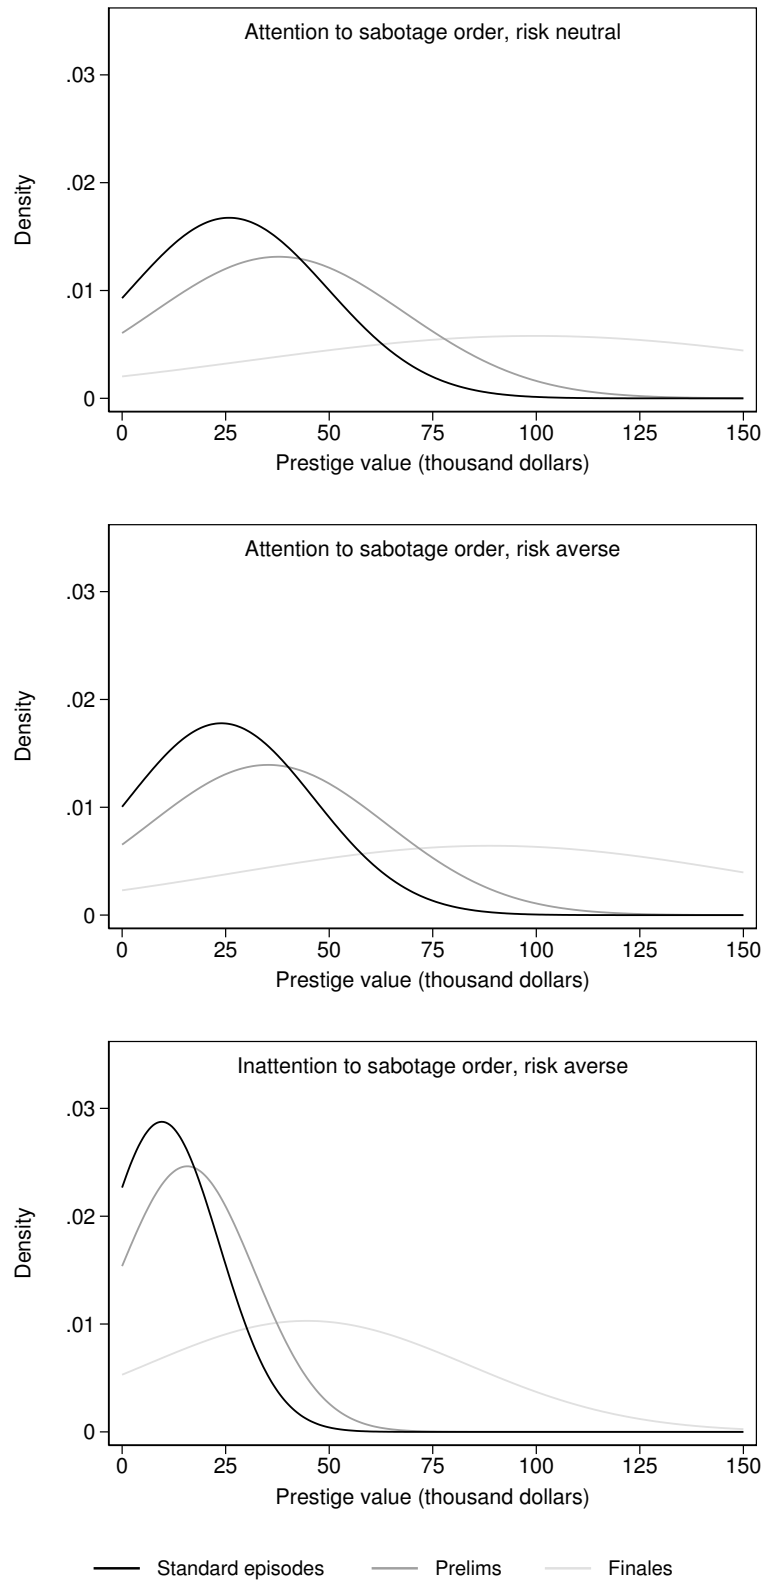 Attention to sabotage order, risk neutral
Density
.03
.02
.01
0
0 25 50 75 100 125 150
Prestige value (thousand dollars)
Attention to sabotage order, risk averse
Density
.03
.02
.01
0
0 25 50 75 100 125 150
Prestige value (thousand dollars)
Inattention to sabotage order, risk averse
Density
.03
.02
.01
0
0 25 50 75 100 125 150
Prestige value (thousand dollars)
Standard episodes Prelims Finales